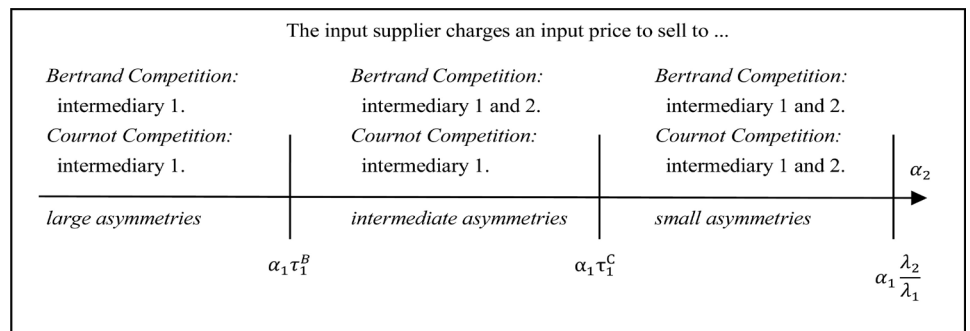 The input supplier charges an input price to sell to ...
Bertrand Competition: Bertrand Competition: Bertrand Competition:
intermediary 1. intermediary 1 and 2. intermediary 1 and 2.
Cournot Competition: Cournot Competition: Cournot Competition:
intermediary 1. intermediary 1. intermediary 1 and 2.
α₂
large asymmetries intermediate asymmetries small asymmetries
α₁τ₁ᴮ α₁τ₁ᶜ α₁ λ₂/λ₁